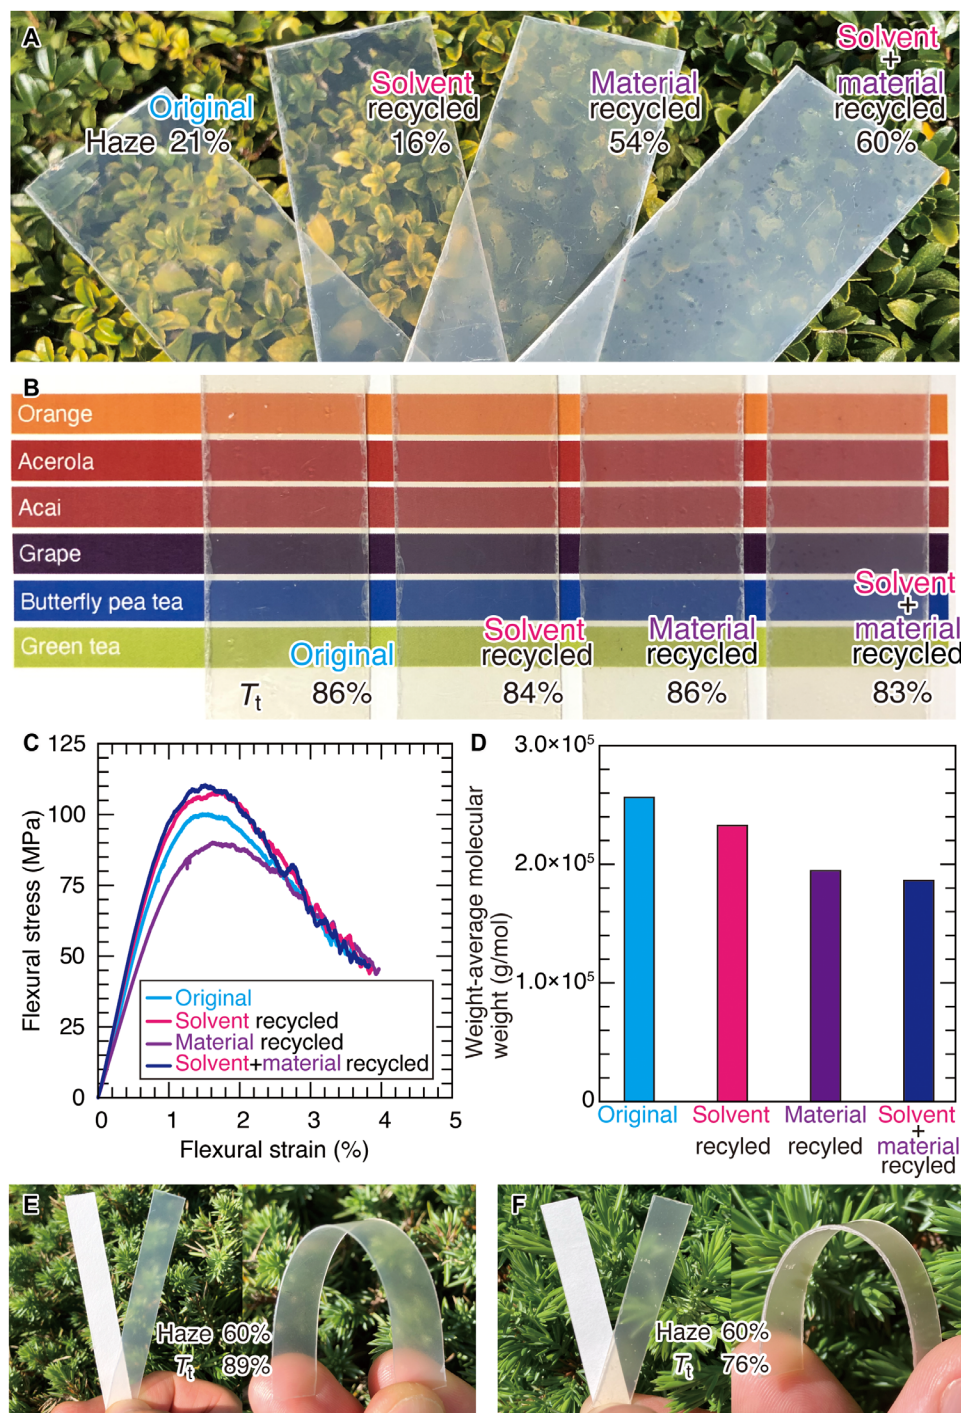 A
Original
Haze 21%
Solvent
recycled
16%
Material
recycled
54%
Solvent
+
material
recycled
60%
B
Orange
Acerola
Acai
Grape
Butterfly pea tea
Green tea
Original
Solvent
recycled
Material
recycled
Solvent
+
material
recycled
Tt 86% 84% 86% 83%
C
125
100
75
50
25
0
0 1 2 3 4 5
Flexural stress (MPa)
Flexural strain (%)
Original
Solvent recycled
Material recycled
Solvent+material recycled
D
3.0×10⁵
2.0×10⁵
1.0×10⁵
0
Weight-average molecular
weight (g/mol)
Original
Solvent
recyled
Material
recyled
Solvent
+
material
recyled
E
Haze 60%
Tt 89%
F
Haze 60%
Tt 76%